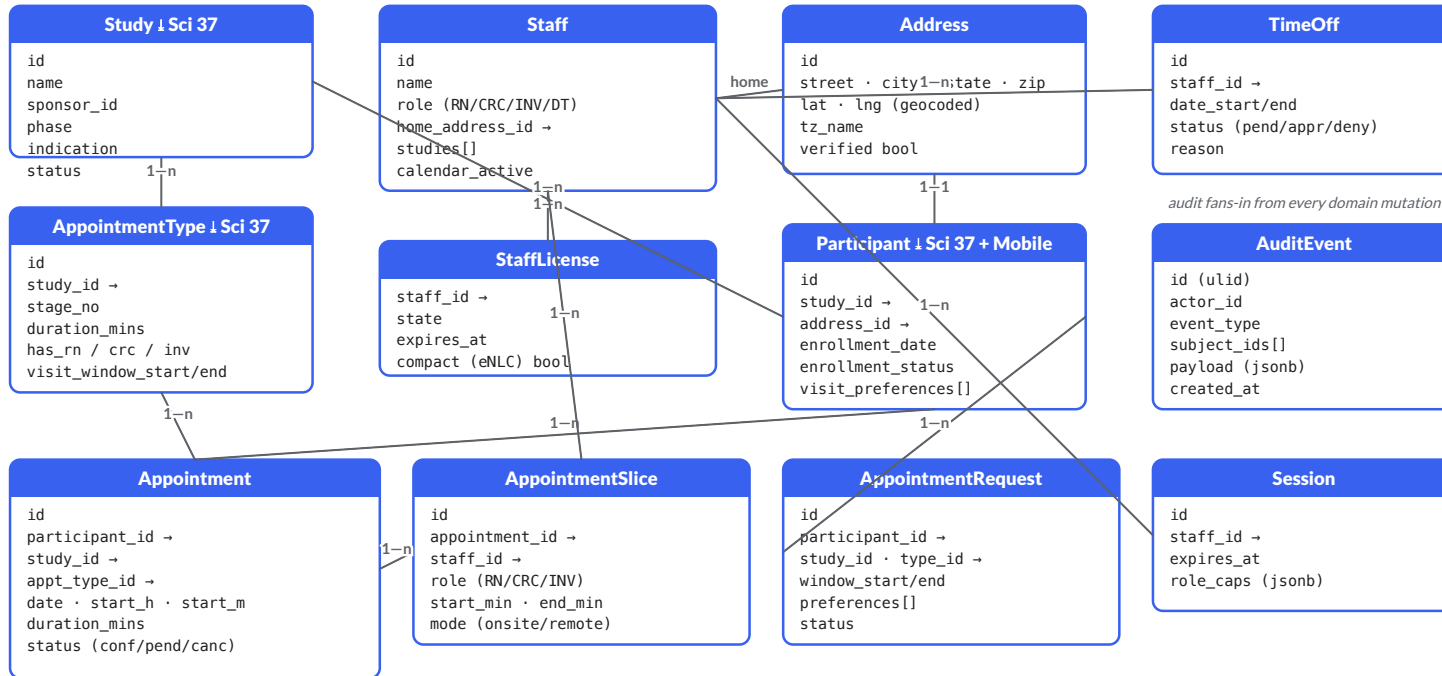 Study ⤓ Sci 37
id
name
sponsor_id
phase
indication
status
1—n
Staff
id
name
role (RN/CRC/INV/DT)
home_address_id →
studies[]
calendar_active
1—n
1—n
home
Address
id
street · city 1—n state · zip
lat · lng (geocoded)
tz_name
verified bool
1—1
TimeOff
id
staff_id →
date_start/end
status (pend/appr/deny)
reason
audit fans-in from every domain mutation
AppointmentType ⤓ Sci 37
id
study_id →
stage_no
duration_mins
has_rn / crc / inv
visit_window_start/end
1—n
StaffLicense
staff_id →
state
expires_at
compact (eNLC) bool
1—n
1—n
Participant ⤓ Sci 37 + Mobile
id
study_id →
address_id →
enrollment_date
enrollment_status
visit_preferences[]
1—n
1—n
AuditEvent
id (ulid)
actor_id
event_type
subject_ids[]
payload (jsonb)
created_at
Appointment
id
participant_id →
study_id →
appt_type_id →
date · start_h · start_m
duration_mins
status (conf/pend/canc)
1—n
AppointmentSlice
id
appointment_id →
staff_id →
role (RN/CRC/INV)
start_min · end_min
mode (onsite/remote)
AppointmentRequest
id
participant_id →
study_id · type_id →
window_start/end
preferences[]
status
Session
id
staff_id →
expires_at
role_caps (jsonb)